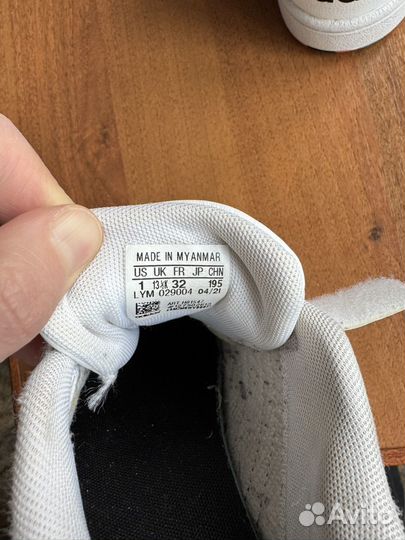 MADE IN MYANMAR
US UK FR JP CHN
1 13½K 32 195
LYM 029004 04/21
Avito